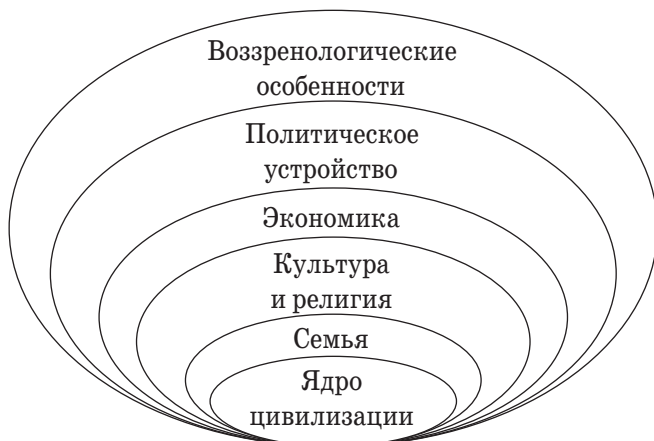 Воззренологические
особенности
Политическое
устройство
Экономика
Культура
и религия
Семья
Ядро
цивилизации